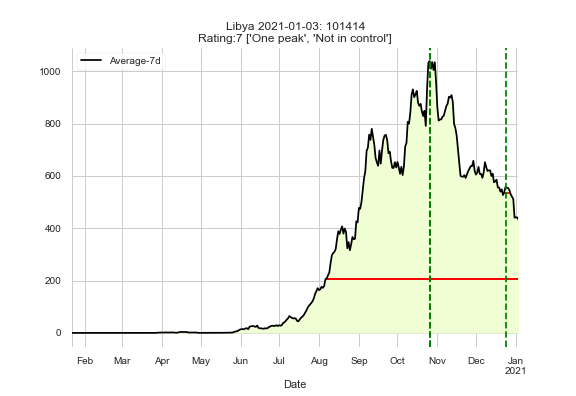 Libya 2021-01-03: 101414
Rating:7 ['One peak', 'Not in control']
Average-7d
1000
800
600
400
200
0
Feb Mar Apr May Jun Jul Aug Sep Oct Nov Dec Jan
2021
Date